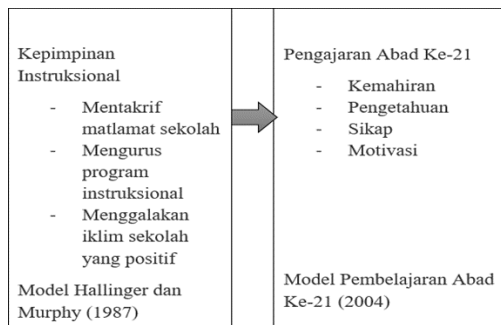 Kepimpinan
Instruksional
- Mentakrif
matlamat sekolah
- Mengurus
program
instruksional
- Menggalakan
iklim sekolah
yang positif
Model Hallinger dan
Murphy (1987)
Pengajaran Abad Ke-21
- Kemahiran
- Pengetahuan
- Sikap
- Motivasi
Model Pembelajaran Abad
Ke-21 (2004)